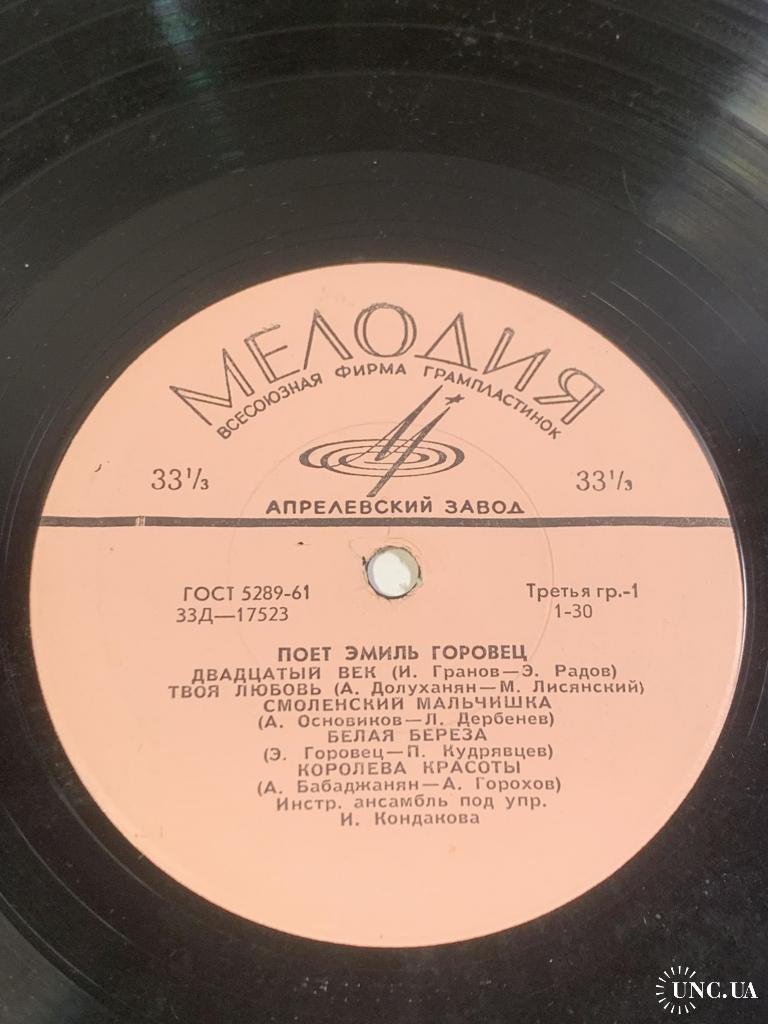 МЕЛОДИЯ
ВСЕСОЮЗНАЯ ФИРМА ГРАМПЛАСТИНОК
33⅓ 33⅓
АПРЕЛЕВСКИЙ ЗАВОД
ГОСТ 5289-61 Третья гр.-1
33Д—17523 1-30
ПОЕТ ЭМИЛЬ ГОРОВЕЦ
ДВАДЦАТЫЙ ВЕК (И. Гранов—Э. Радов)
ТВОЯ ЛЮБОВЬ (А. Долуханян—М. Лисянский)
СМОЛЕНСКИЙ МАЛЬЧИШКА
(А. Основиков—Л. Дербенев)
БЕЛАЯ БЕРЕЗА
(Э. Горовец—П. Кудрявцев)
КОРОЛЕВА КРАСОТЫ
(А. Бабаджанян—А. Горохов)
Инстр. ансамбль под упр.
И. Кондакова
UNC.UA